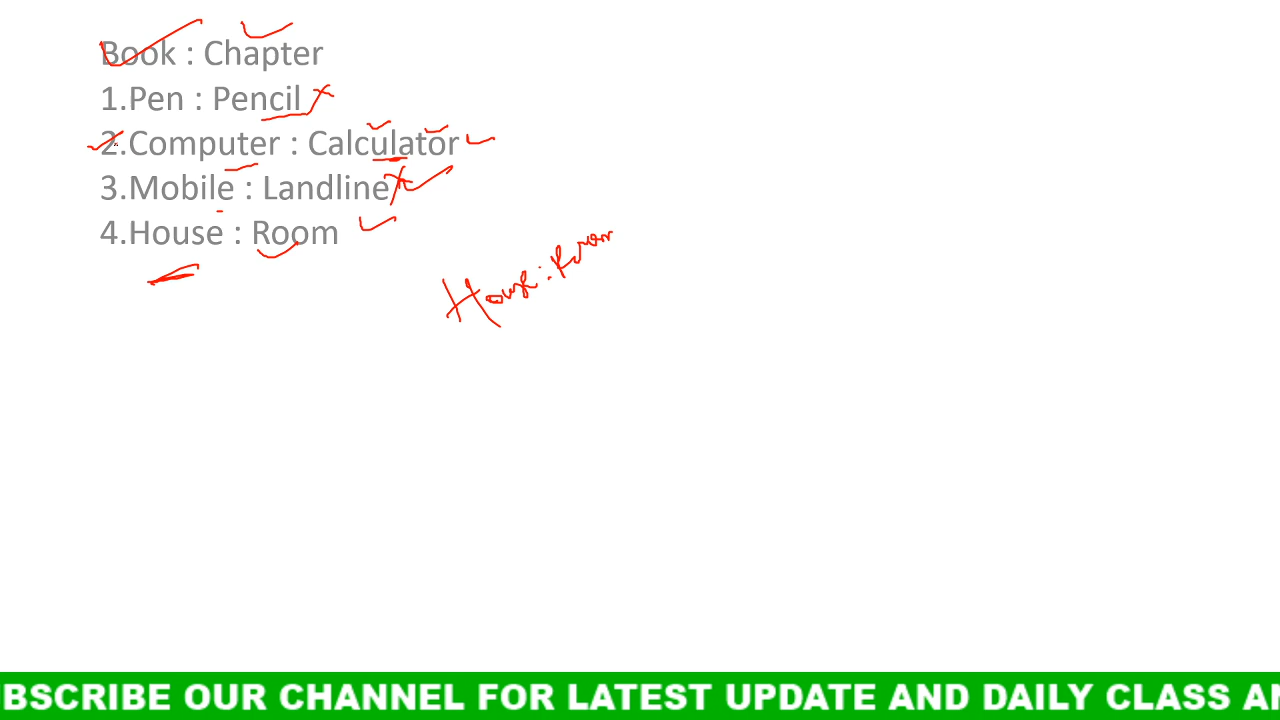 Book : Chapter
1.Pen : Pencil
2.Computer : Calculator
3.Mobile : Landline
4.House : Room
House : Room
BSCRIBE OUR CHANNEL FOR LATEST UPDATE AND DAILY CLASS AN